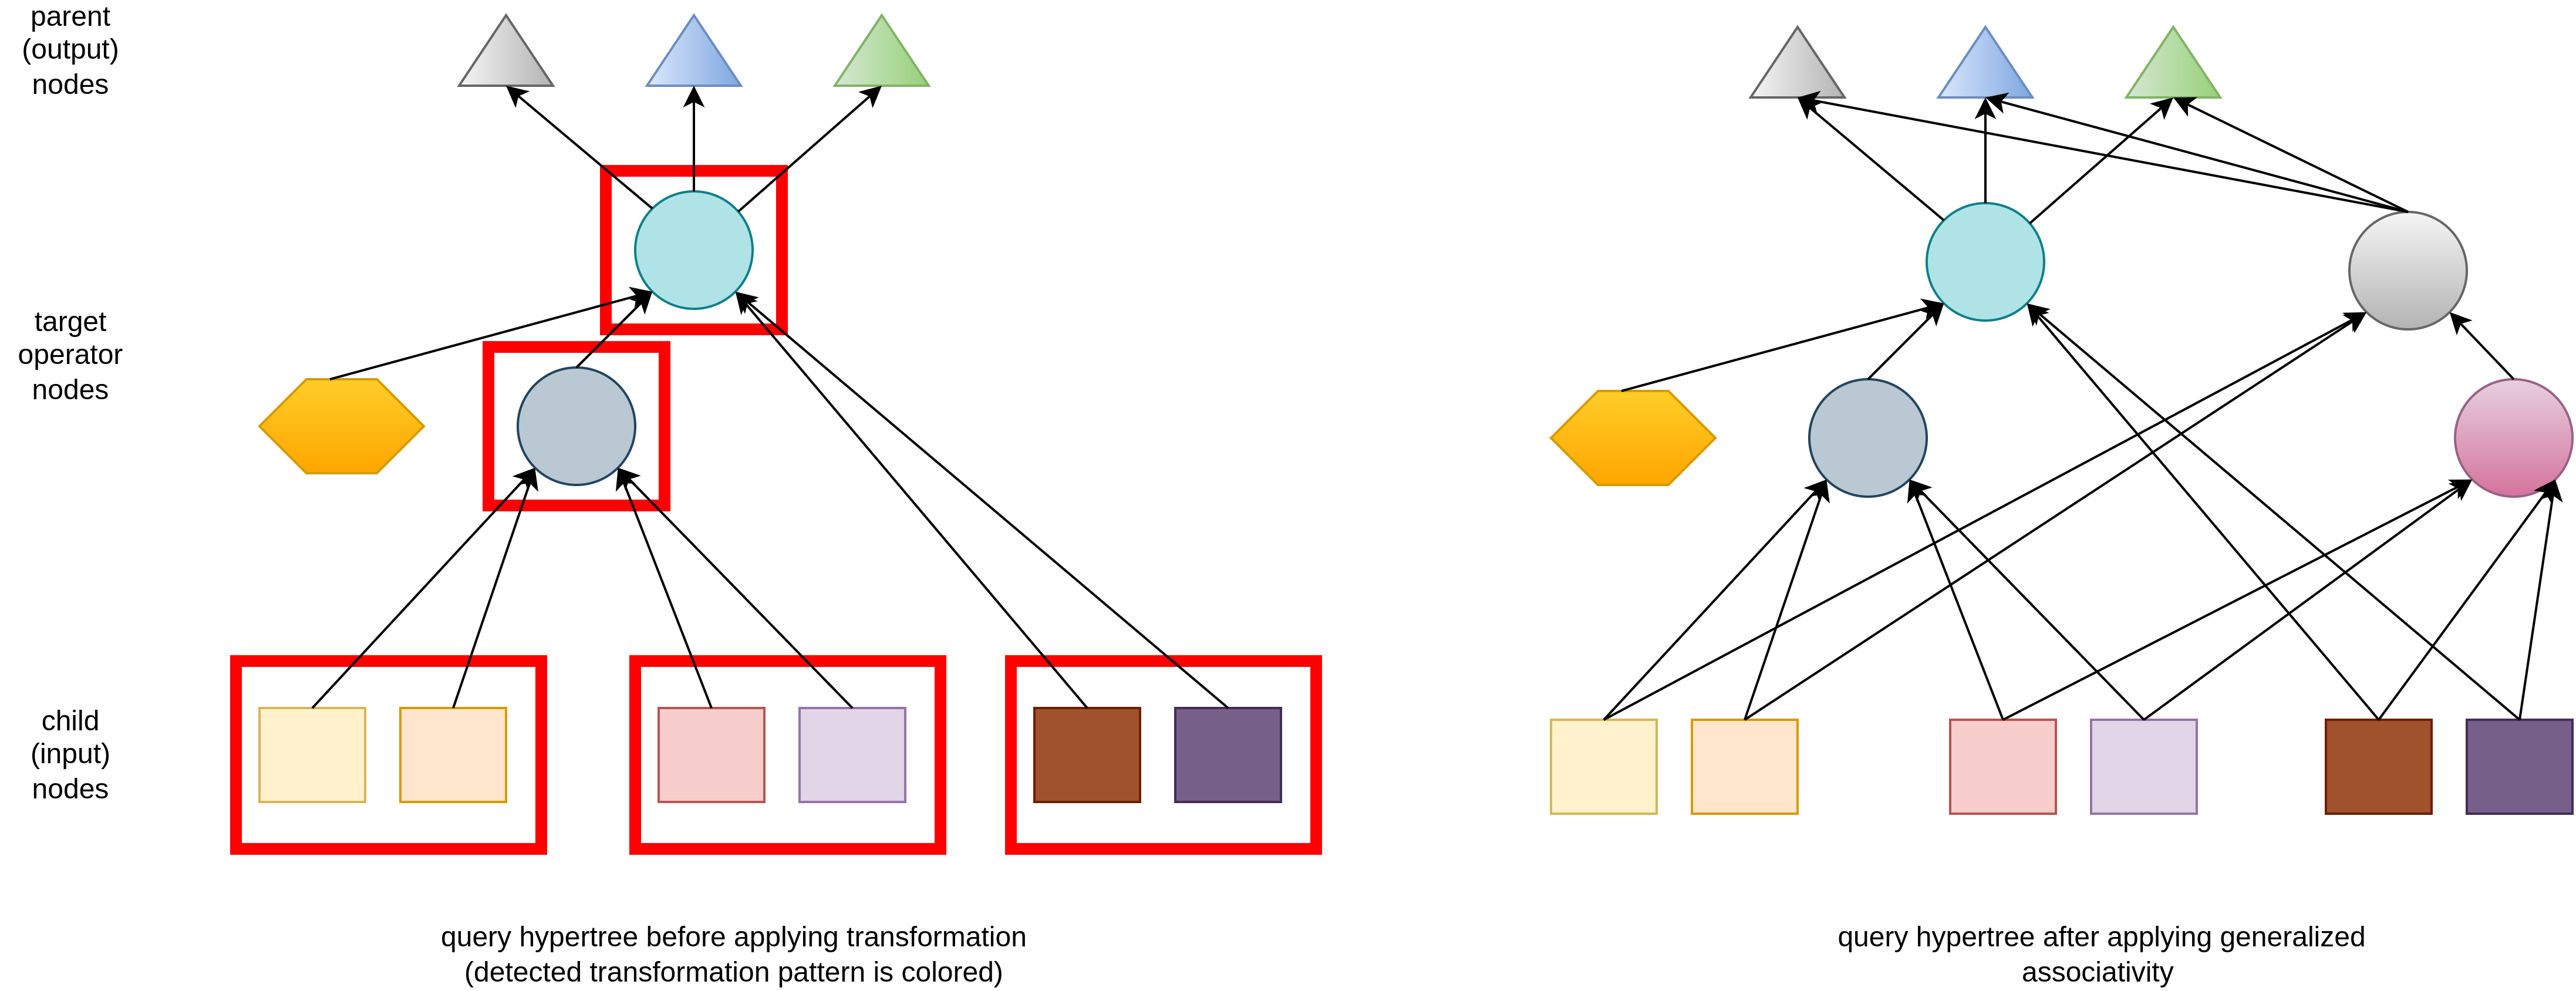 parent
(output)
nodes
target
operator
nodes
child
(input)
nodes
query hypertree before applying transformation
(detected transformation pattern is colored)
query hypertree after applying generalized
associativity